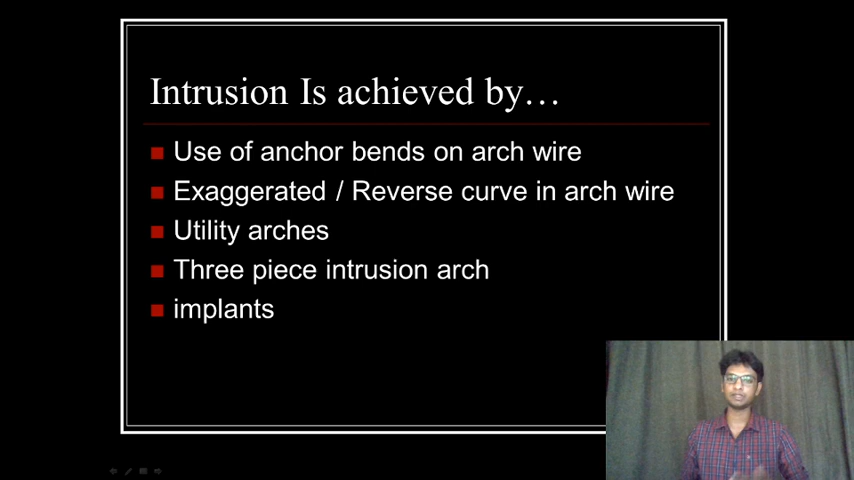 Intrusion Is achieved by…
Use of anchor bends on arch wire
Exaggerated / Reverse curve in arch wire
Utility arches
Three piece intrusion arch
implants